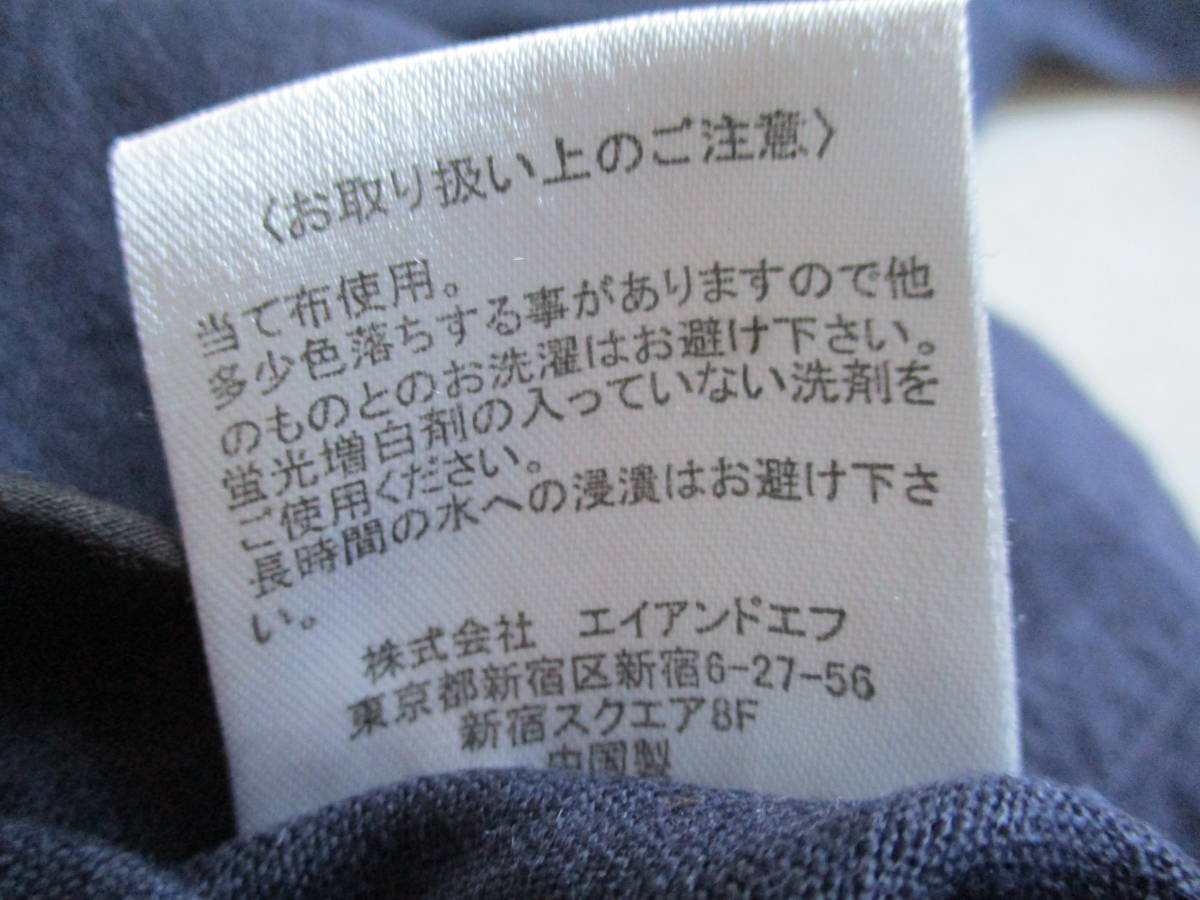 〈お取り扱い上のご注意〉
当て布使用。
多少色落ちする事がありますので他
のものとのお洗濯はお避け下さい。
蛍光増白剤の入っていない洗剤を
ご使用ください。
長時間の水への浸漬はお避け下さ
い。
株式会社 エイアンドエフ
東京都新宿区新宿6-27-56
新宿スクエア8F
中国製